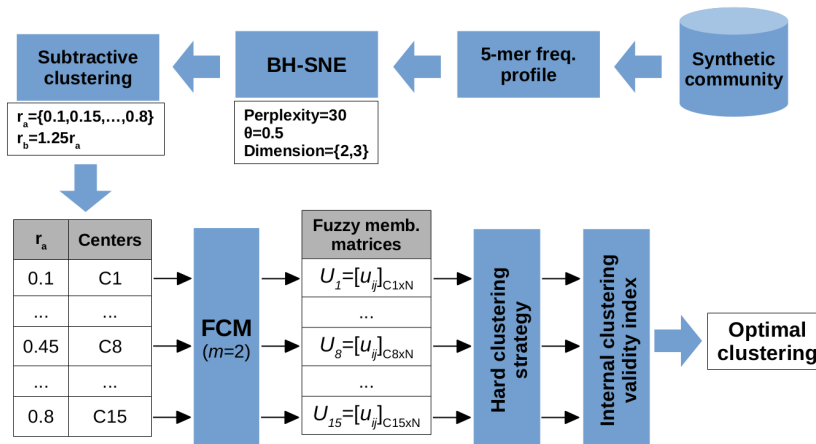 Subtractive
clustering
BH-SNE
5-mer freq.
profile
Synthetic
community
rₐ={0.1,0.15,...,0.8}
r_b=1.25rₐ
Perplexity=30
θ=0.5
Dimension={2,3}
rₐ Centers
0.1 C1
... ...
0.45 C8
... ...
0.8 C15
FCM
(m=2)
Fuzzy memb.
matrices
U₁=[uᵢⱼ]C1xN
...
U₈=[uᵢⱼ]C8xN
...
U₁₅=[uᵢⱼ]C15xN
Hard clustering
strategy
Internal clustering
validity index
Optimal
clustering